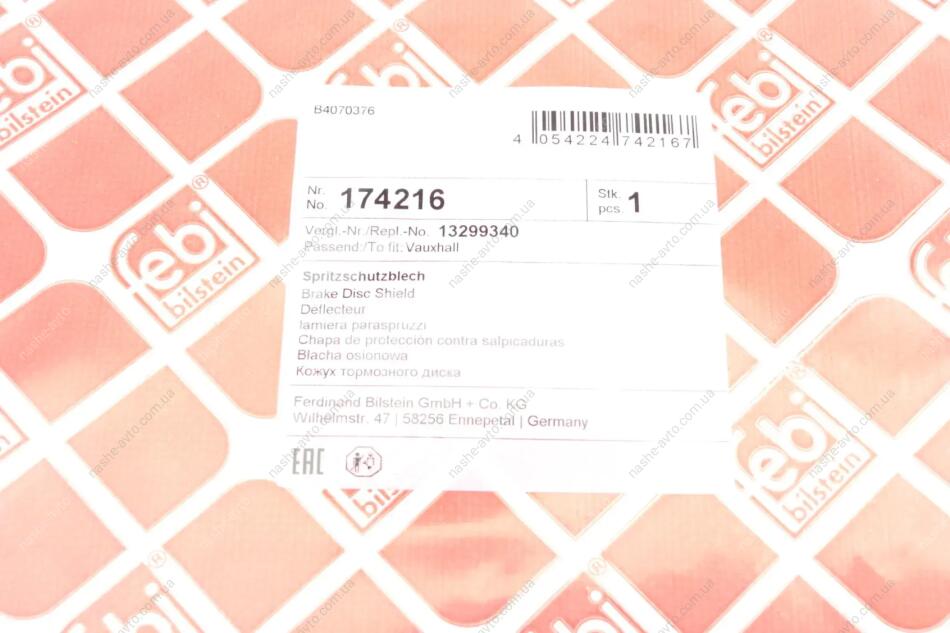 B4070376
4 054224 742167
Nr.
No. 174216
Stk.
pcs. 1
Vergl.-Nr./Repl.-No. 13299340
Passend:/To fit: Vauxhall
Spritzschutzblech
Brake Disc Shield
Deflecteur
lamiera paraspruzzi
Chapa de protección contra salpicaduras
Blacha osionowa
Кожух тормозного диска
Ferdinand Bilstein GmbH + Co. KG
Wilhelmstr. 47 | 58256 Ennepetal | Germany
EAC
febi
bilstein
nashe-avto.com.ua